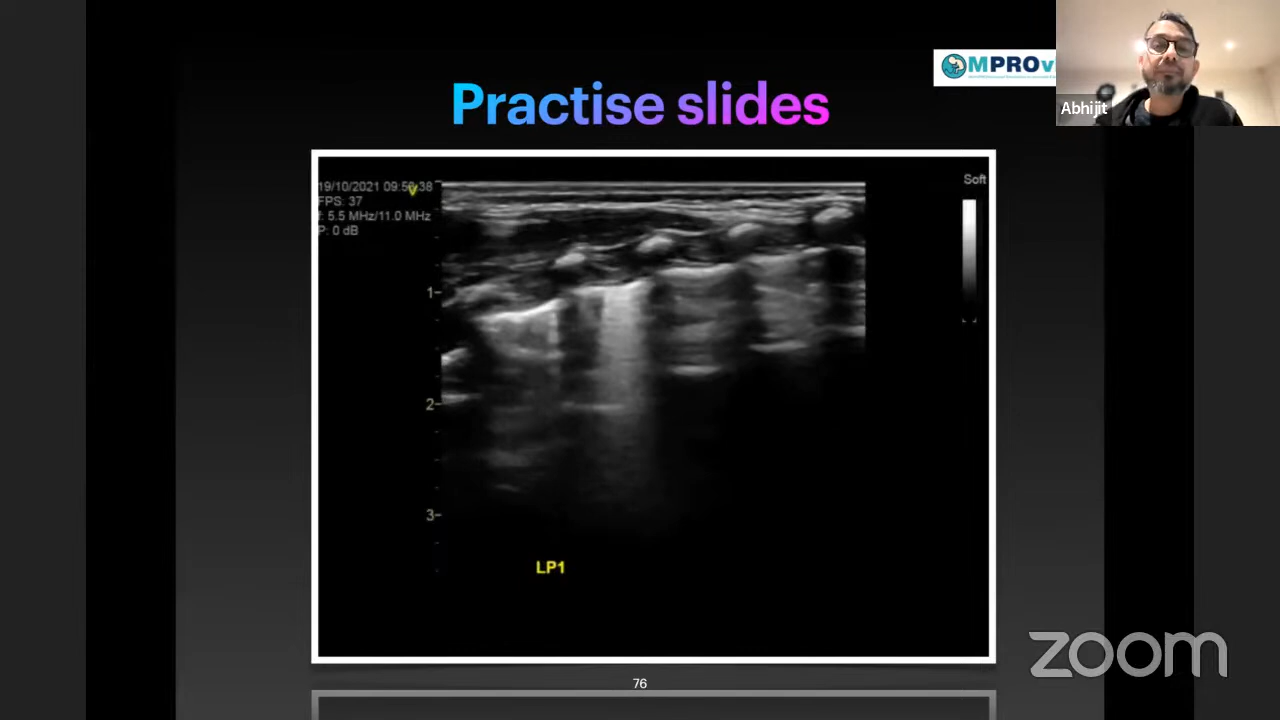 Practise slides
MPROv
Abhijit
19/10/2021 09:5
:38
FPS: 37
f: 5.5 MHz/11.0 MHz
P: 0 dB
V
Soft
1-
2-
3-
LP1
76
zoom